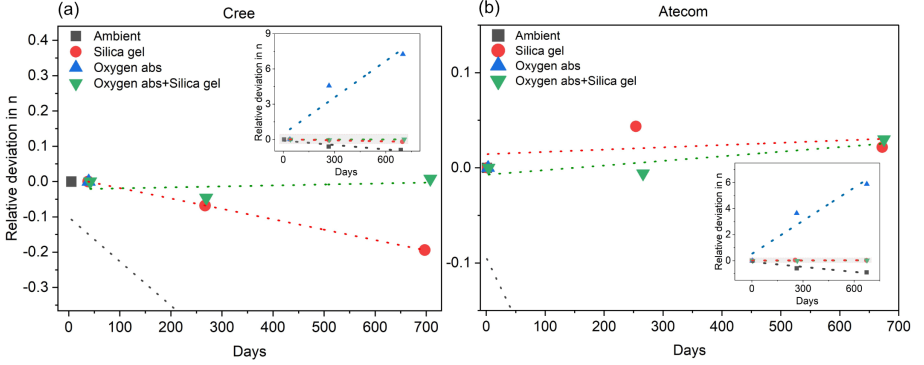 (a)
Cree
Ambient
Silica gel
Oxygen abs
Oxygen abs+Silica gel
Relative deviation in n
0.4
0.3
0.2
0.1
0.0
-0.1
-0.2
-0.3
0 100 200 300 400 500 600 700
Days
Relative deviation in n
9
6
3
0
0 300 600
Days
(b)
Atecom
Ambient
Silica gel
Oxygen abs
Oxygen abs+Silica gel
0.1
0.0
-0.1
0 100 200 300 400 500 600 700
Days
Relative deviation in n
6
4
2
0
0 300 600
Days